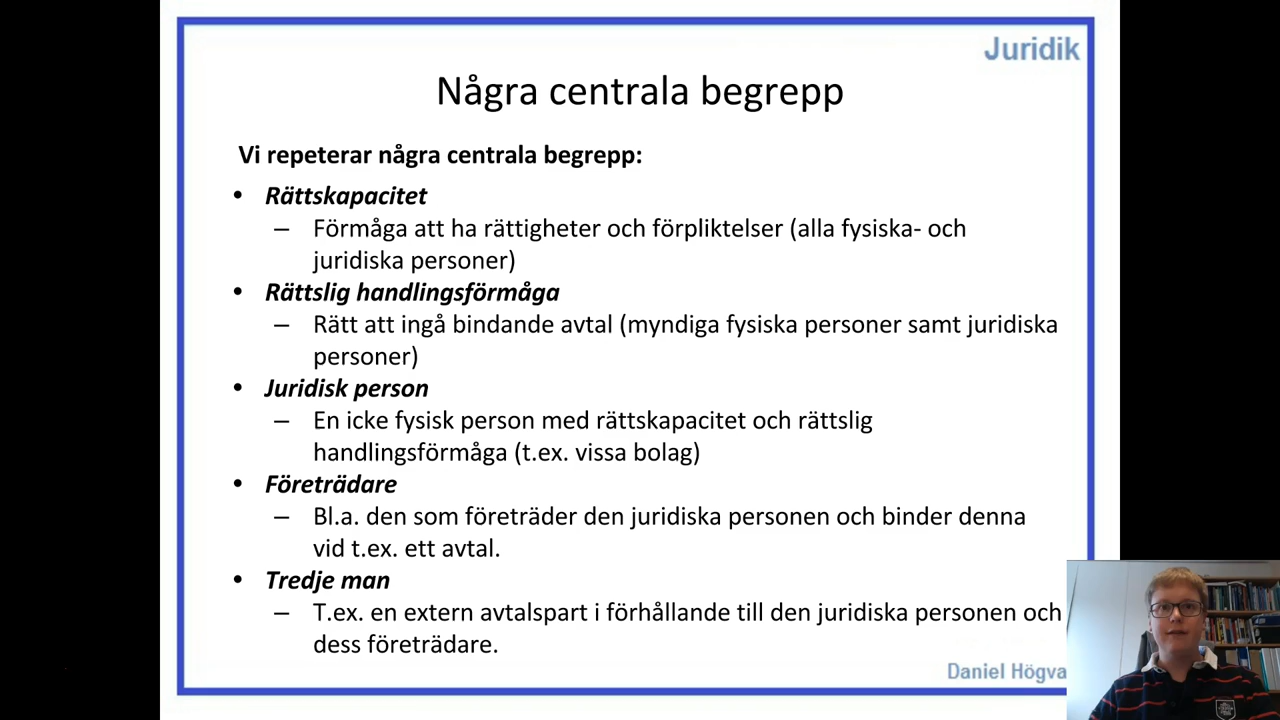 Juridik
Några centrala begrepp
Vi repeterar några centrala begrepp:
• Rättskapacitet
– Förmåga att ha rättigheter och förpliktelser (alla fysiska- och
juridiska personer)
• Rättslig handlingsförmåga
– Rätt att ingå bindande avtal (myndiga fysiska personer samt juridiska
personer)
• Juridisk person
– En icke fysisk person med rättskapacitet och rättslig
handlingsförmåga (t.ex. vissa bolag)
• Företrädare
– Bl.a. den som företräder den juridiska personen och binder denna
vid t.ex. ett avtal.
• Tredje man
– T.ex. en extern avtalspart i förhållande till den juridiska personen och
dess företrädare.
Daniel Högva